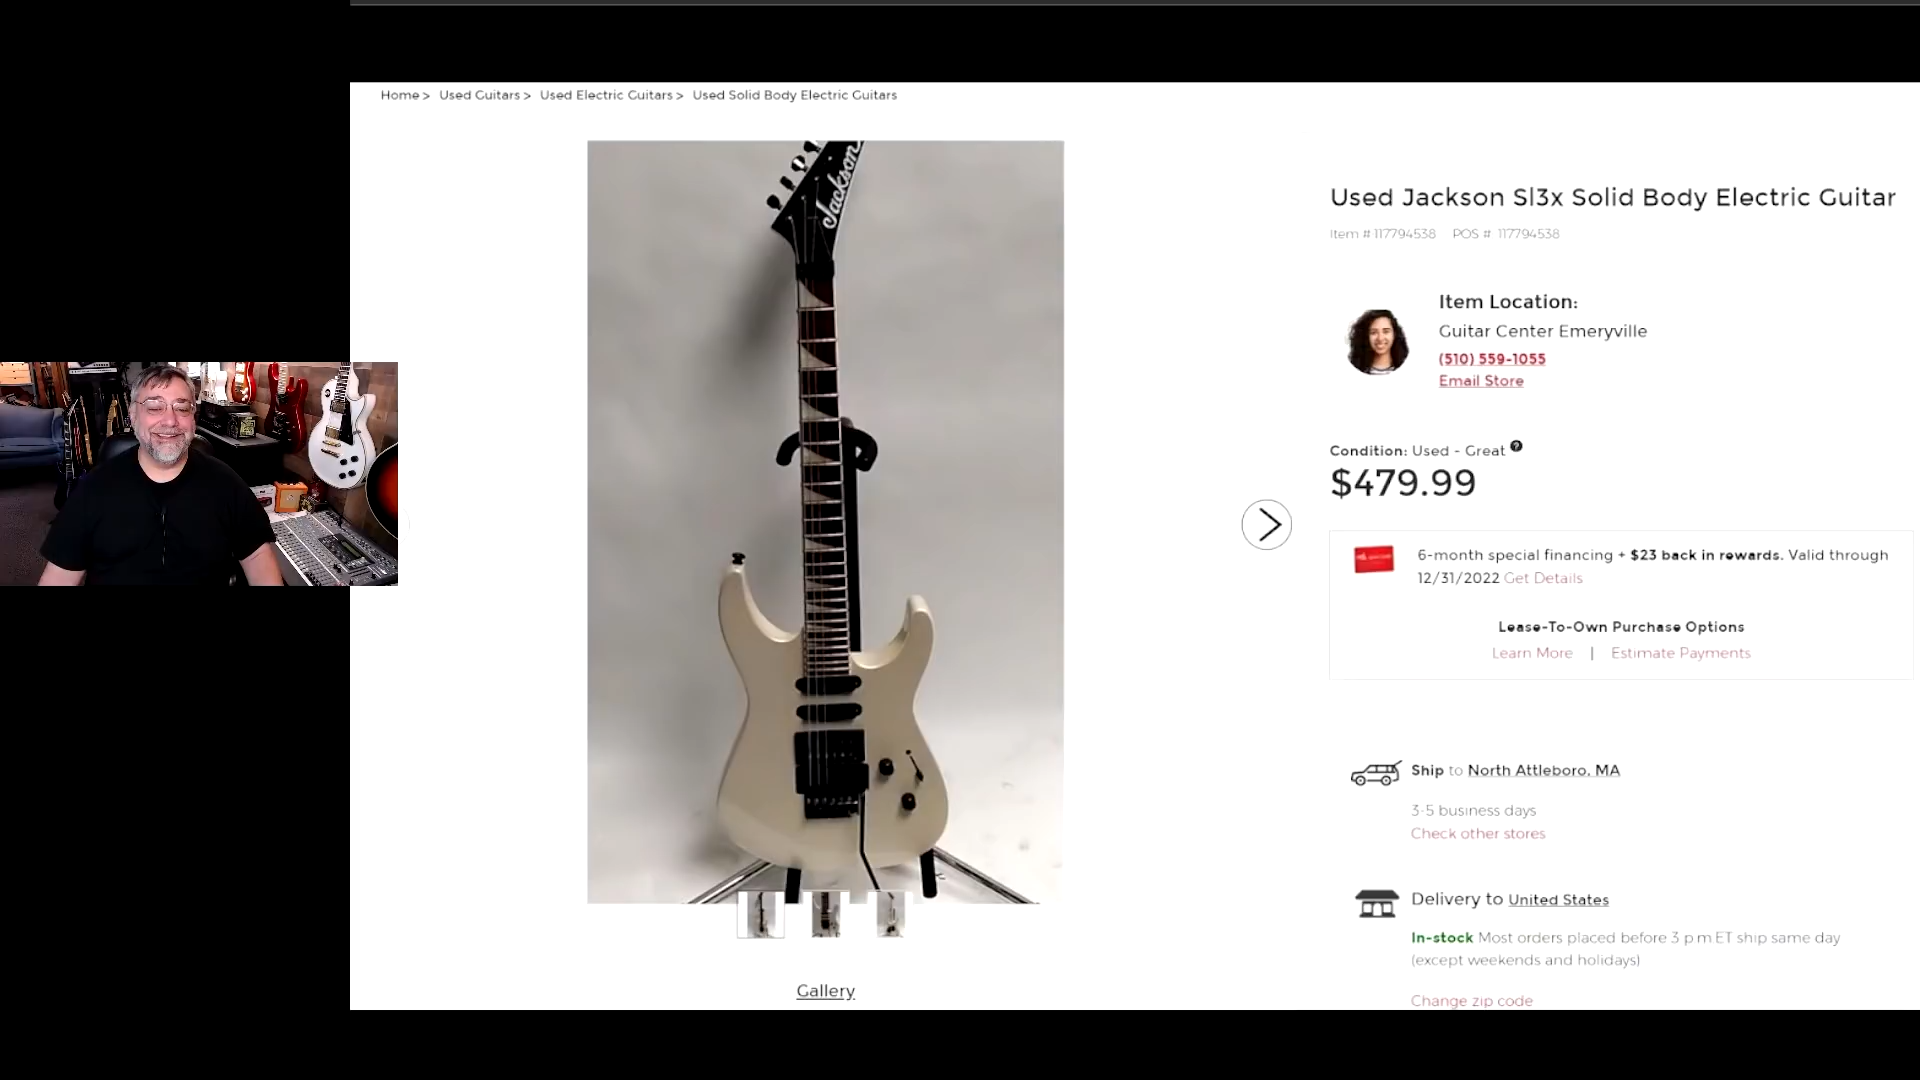 Home > Used Guitars > Used Electric Guitars > Used Solid Body Electric Guitars
Jackson
Used Jackson Sl3x Solid Body Electric Guitar
Item # 117794538 POS # 117794538
Item Location:
Guitar Center Emeryville
(510) 559-1055
Email Store
Condition: Used - Great ?
$479.99
6-month special financing + $23 back in rewards. Valid through
12/31/2022 Get Details
Lease-To-Own Purchase Options
Learn More | Estimate Payments
Ship to North Attleboro, MA
3-5 business days
Check other stores
Delivery to United States
In-stock Most orders placed before 3 p m ET ship same day
(except weekends and holidays)
Change zip code
Gallery